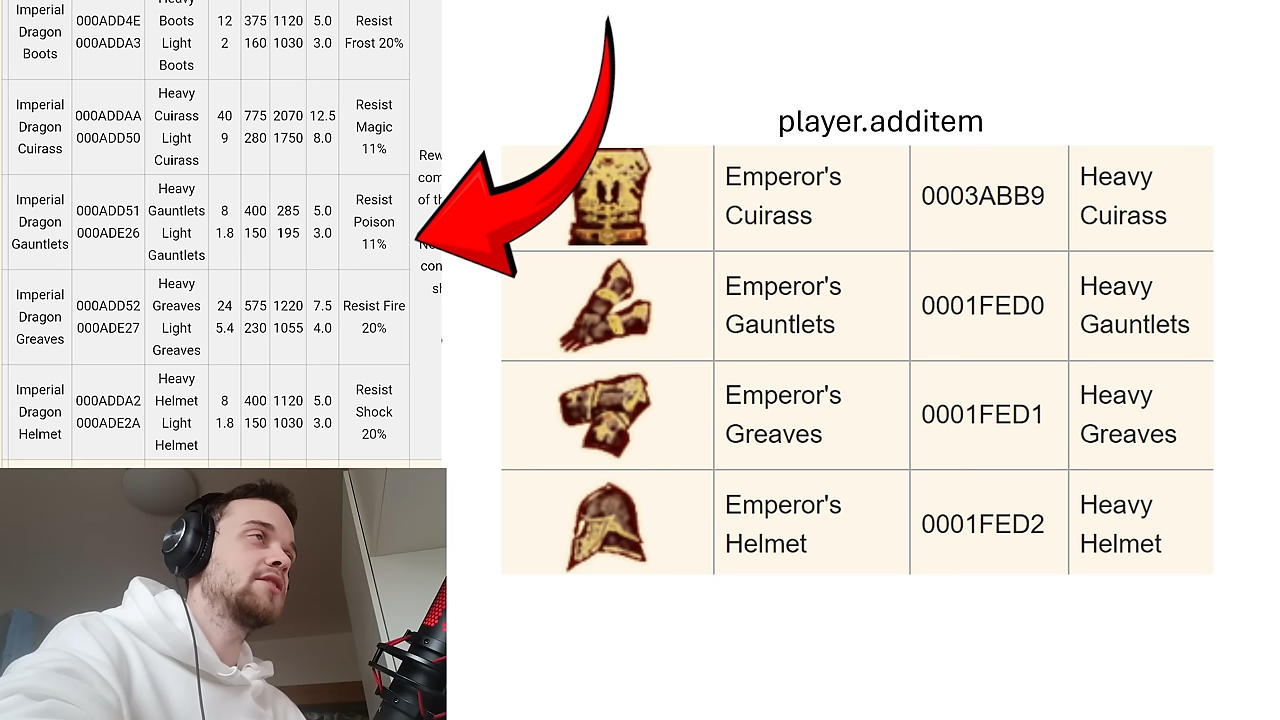 Imperial
Dragon
Boots
000ADD4E
000ADDA3
Boots
Light
Boots
12
2
375
160
1120
1030
5.0
3.0
Resist
Frost 20%
Imperial
Dragon
Cuirass
000ADDAA
000ADD50
Heavy
Cuirass
Light
Cuirass
40
9
775
280
2070
1750
12.5
8.0
Resist
Magic
11%
Imperial
Dragon
Gauntlets
000ADD51
000ADE26
Heavy
Gauntlets
Light
Gauntlets
8
1.8
400
150
285
195
5.0
3.0
Resist
Poison
11%
Imperial
Dragon
Greaves
000ADD52
000ADE27
Heavy
Greaves
Light
Greaves
24
5.4
575
230
1220
1055
7.5
4.0
Resist Fire
20%
Imperial
Dragon
Helmet
000ADDA2
000ADE2A
Heavy
Helmet
Light
Helmet
8
1.8
400
150
1120
1030
5.0
3.0
Resist
Shock
20%
player.additem
Emperor's
Cuirass
0003ABB9
Heavy
Cuirass
Emperor's
Gauntlets
0001FED0
Heavy
Gauntlets
Emperor's
Greaves
0001FED1
Heavy
Greaves
Emperor's
Helmet
0001FED2
Heavy
Helmet